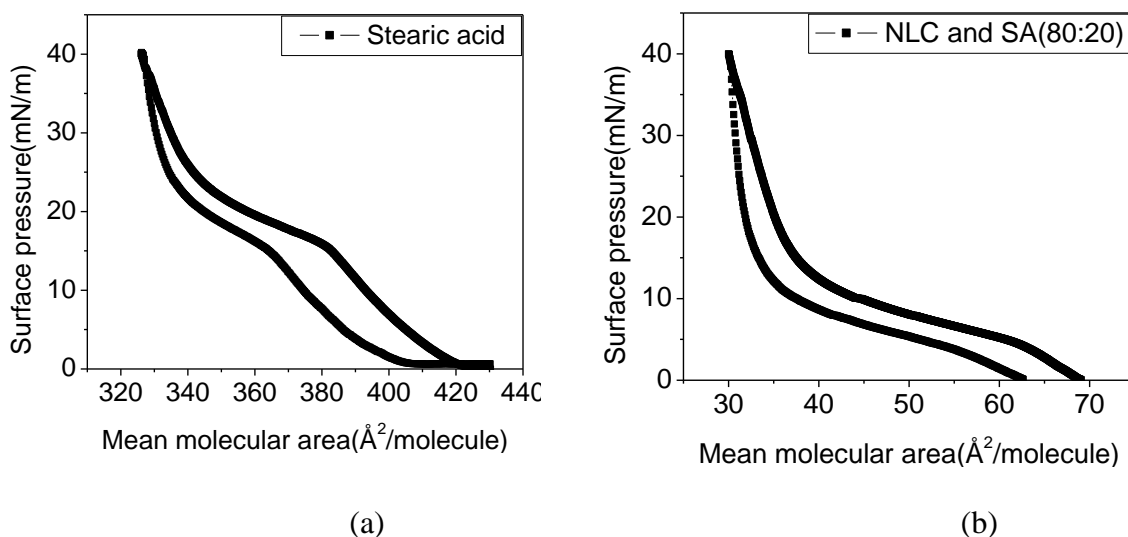 Stearic acid
40
30
20
10
0
Surface pressure(mN/m)
320 340 360 380 400 420 440
Mean molecular area(Å²/molecule)
(a)
NLC and SA(80:20)
40
30
20
10
0
Surface pressure(mN/m)
30 40 50 60 70
Mean molecular area(Å²/molecule)
(b)